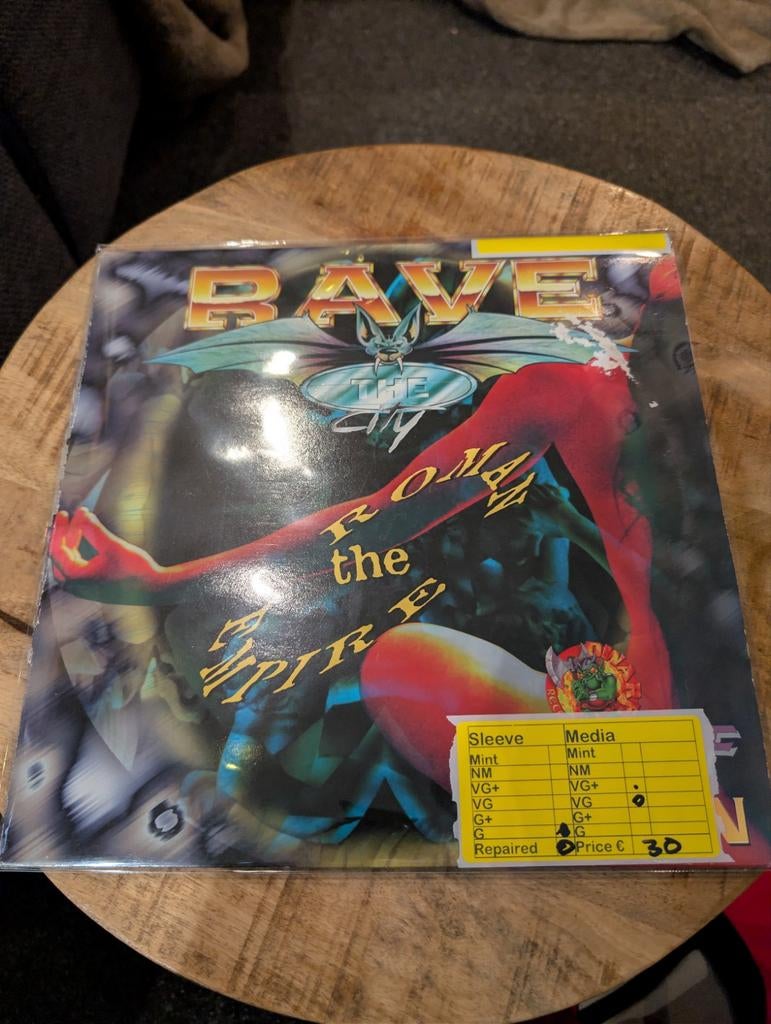 RAVE
THE
CITY
ROMAN
the
EMPIRE
Sleeve Media
Mint Mint
NM NM
VG+ VG+
VG VG
G+ G+
G G
Repaired Price € 30